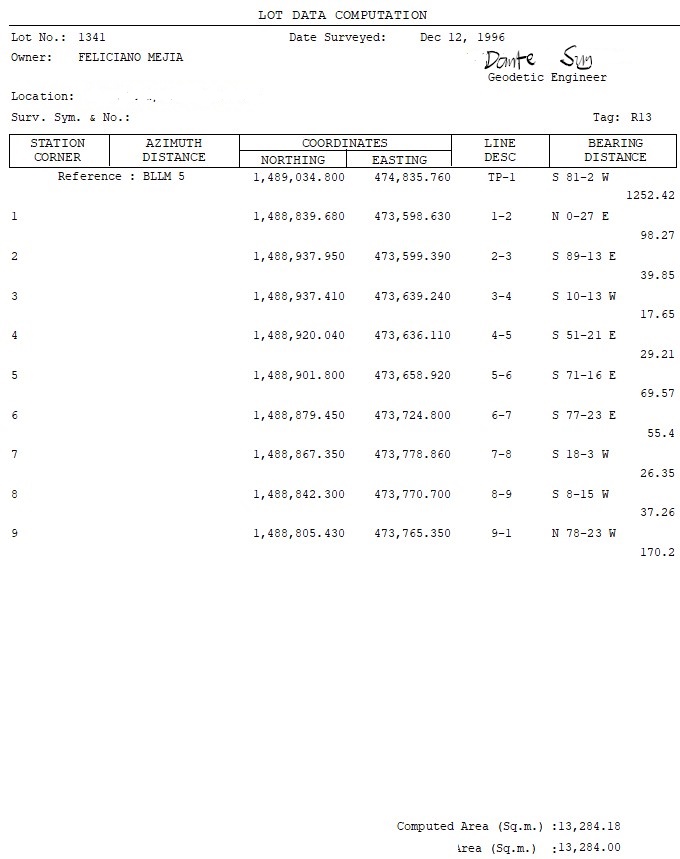 LOT DATA COMPUTATION
Lot No.: 1341 Date Surveyed: Dec 12, 1996
Owner: FELICIANO MEJIA Dante Sun
Geodetic Engineer
Location:
Surv. Sym. & No.: Tag: R13
STATION AZIMUTH COORDINATES LINE BEARING
CORNER DISTANCE NORTHING EASTING DESC DISTANCE
Reference : BLLM 5 1,489,034.800 474,835.760 TP-1 S 81-2 W
1252.42
1 1,488,839.680 473,598.630 1-2 N 0-27 E
98.27
2 1,488,937.950 473,599.390 2-3 S 89-13 E
39.85
3 1,488,937.410 473,639.240 3-4 S 10-13 W
17.65
4 1,488,920.040 473,636.110 4-5 S 51-21 E
29.21
5 1,488,901.800 473,658.920 5-6 S 71-16 E
69.57
6 1,488,879.450 473,724.800 6-7 S 77-23 E
55.4
7 1,488,867.350 473,778.860 7-8 S 18-3 W
26.35
8 1,488,842.300 473,770.700 8-9 S 8-15 W
37.26
9 1,488,805.430 473,765.350 9-1 N 78-23 W
170.2
Computed Area (Sq.m.) :13,284.18
Area (Sq.m.) :13,284.00